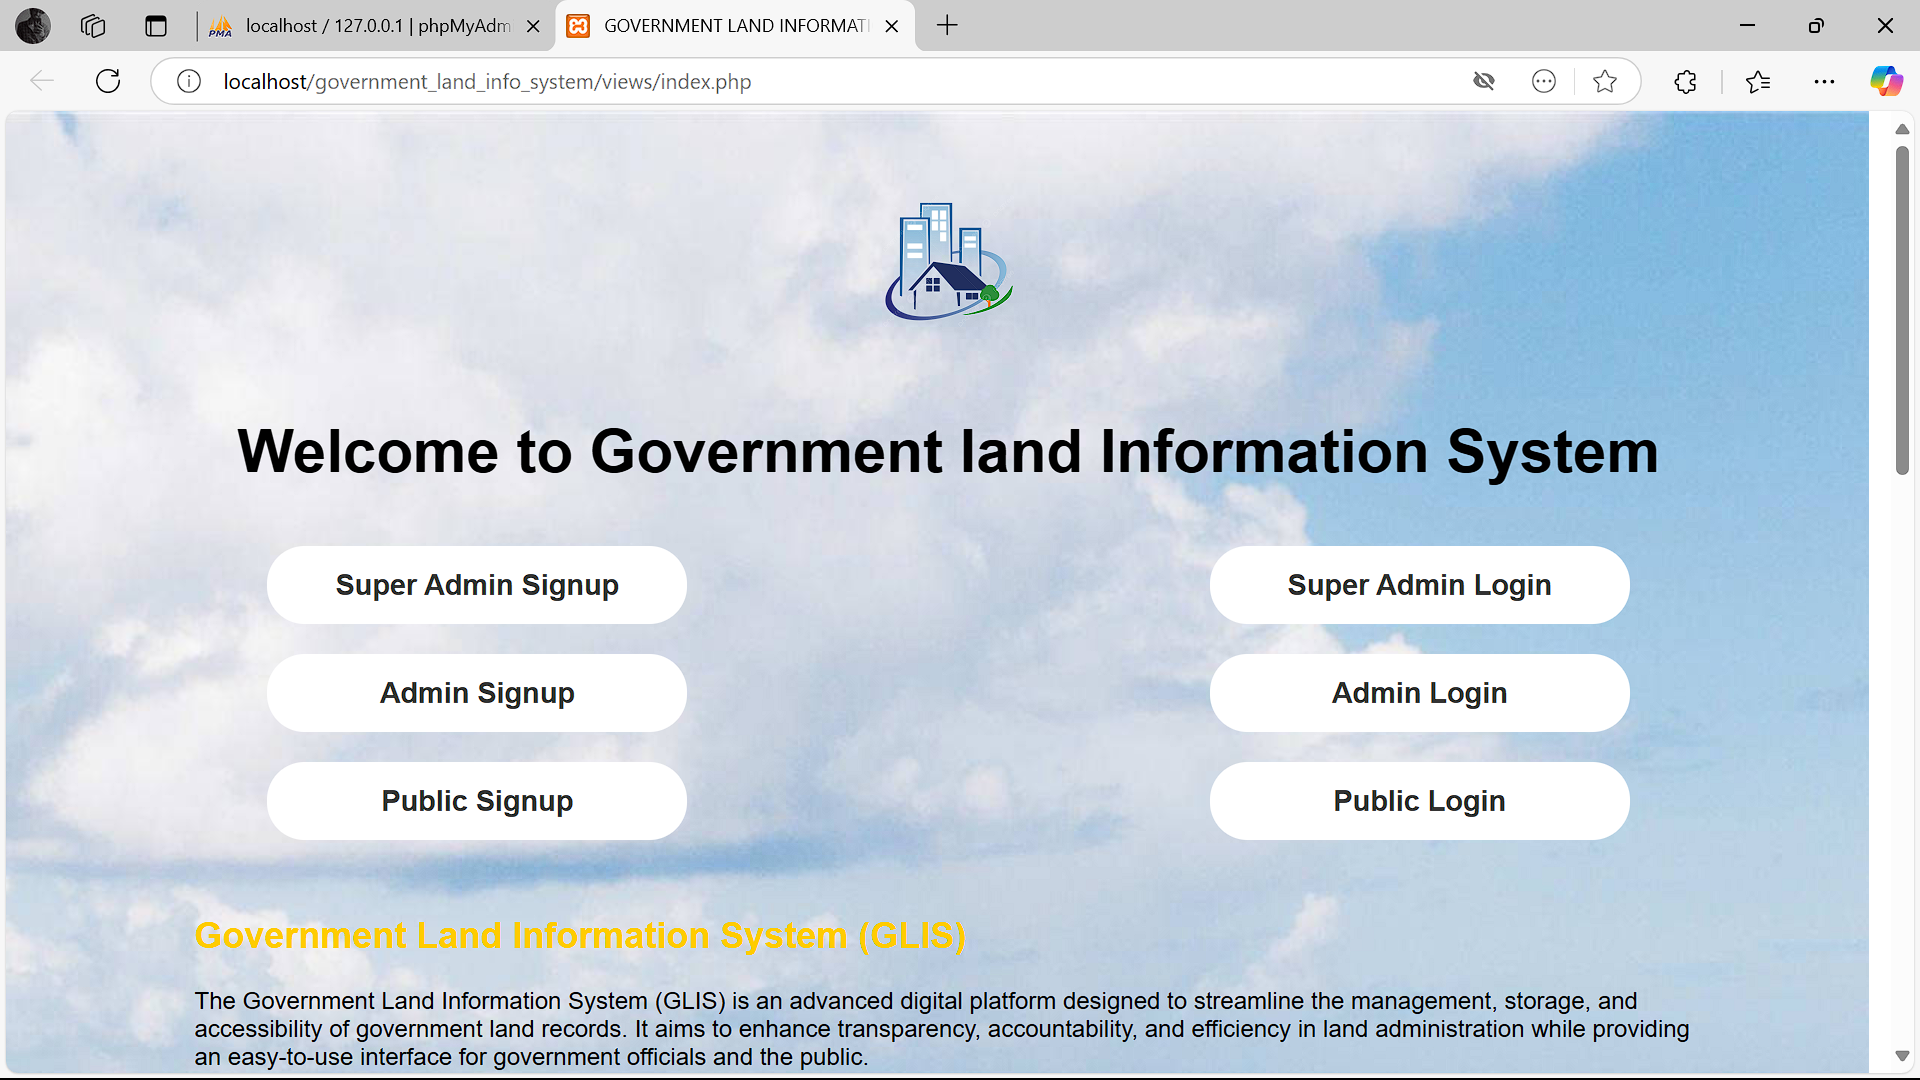 localhost / 127.0.0.1 | phpMyAdm
GOVERNMENT LAND INFORMATI
localhost/government_land_info_system/views/index.php
Welcome to Government land Information System
Super Admin Signup
Super Admin Login
Admin Signup
Admin Login
Public Signup
Public Login
Government Land Information System (GLIS)
The Government Land Information System (GLIS) is an advanced digital platform designed to streamline the management, storage, and
accessibility of government land records. It aims to enhance transparency, accountability, and efficiency in land administration while providing
an easy-to-use interface for government officials and the public.